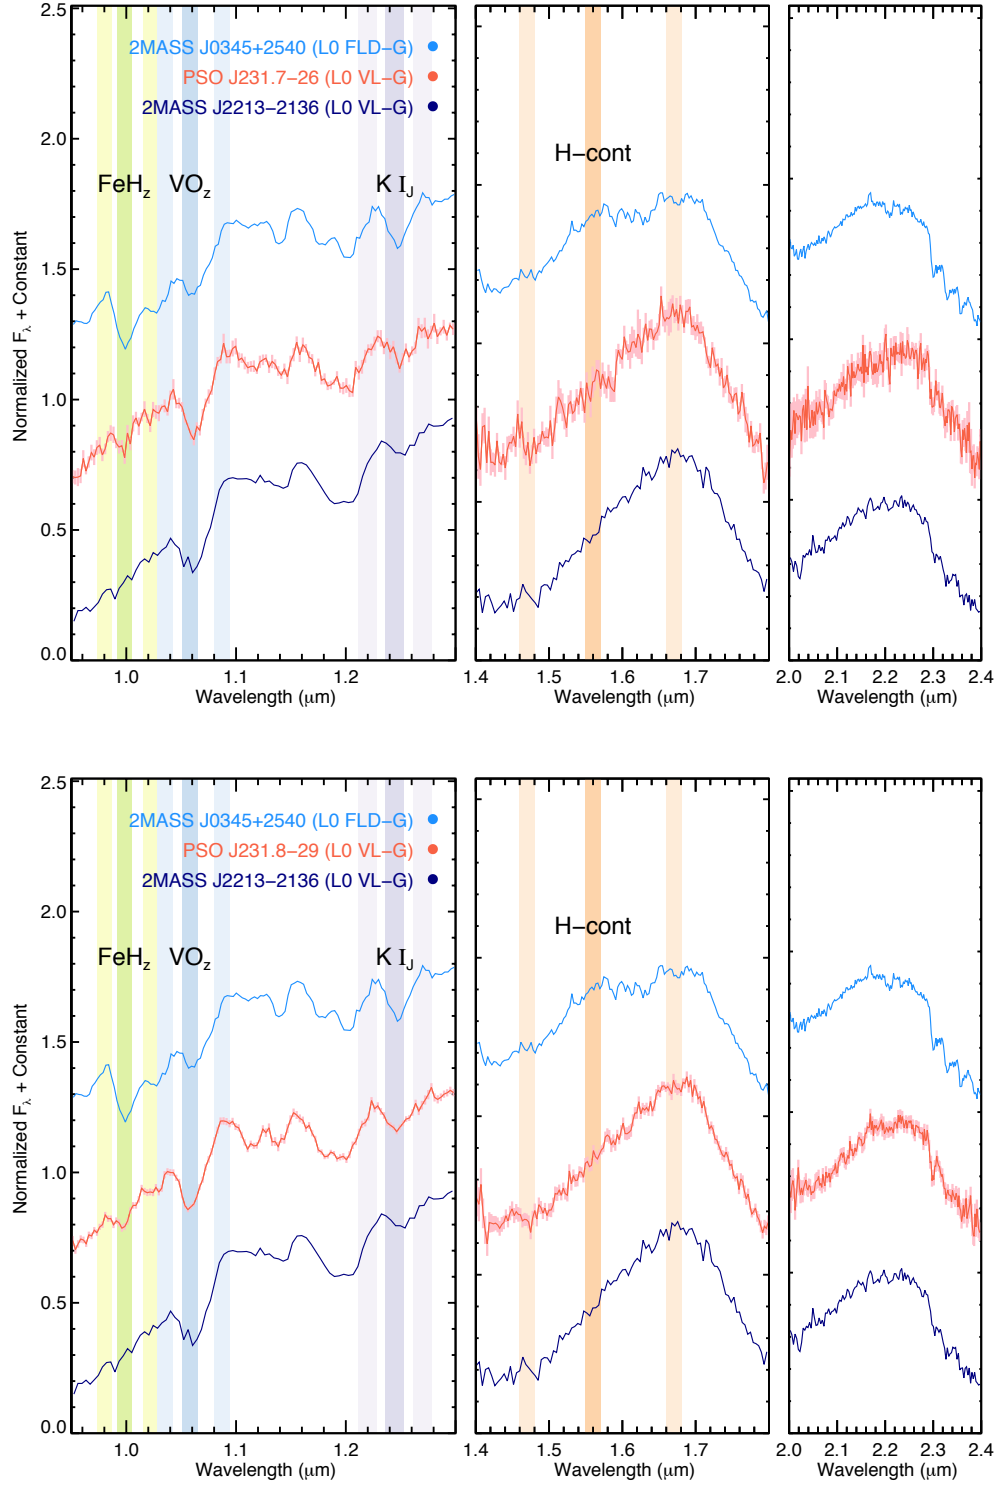 2.5
2MASS J0345+2540 (L0 FLD−G)
PSO J231.7−26 (L0 VL−G)
2MASS J2213−2136 (L0 VL−G)
2.0
FeHz VOz K IJ
H−cont
1.5
1.0
0.5
0.0
Normalized Fλ + Constant
1.0 1.1 1.2
1.4 1.5 1.6 1.7
2.0 2.1 2.2 2.3 2.4
Wavelength (μm) Wavelength (μm) Wavelength (μm)
2.5
2MASS J0345+2540 (L0 FLD−G)
PSO J231.8−29 (L0 VL−G)
2MASS J2213−2136 (L0 VL−G)
2.0
FeHz VOz K IJ
H−cont
1.5
1.0
0.5
0.0
Normalized Fλ + Constant
1.0 1.1 1.2
1.4 1.5 1.6 1.7
2.0 2.1 2.2 2.3 2.4
Wavelength (μm) Wavelength (μm) Wavelength (μm)